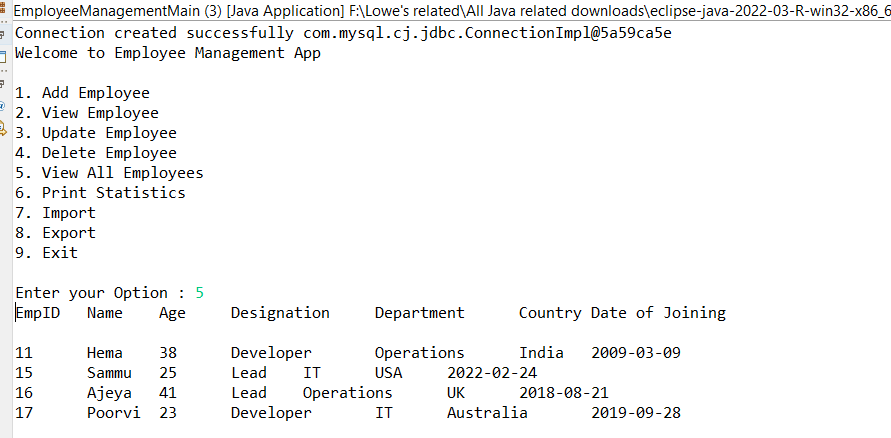 EmployeeManagementMain (3) [Java Application] F:\Lowe's related\All Java related downloads\eclipse-java-2022-03-R-win32-x86_6
Connection created successfully com.mysql.cj.jdbc.ConnectionImpl@5a59ca5e
Welcome to Employee Management App
1. Add Employee
2. View Employee
3. Update Employee
4. Delete Employee
5. View All Employees
6. Print Statistics
7. Import
8. Export
9. Exit
Enter your Option : 5
EmpID Name Age Designation Department Country Date of Joining
11 Hema 38 Developer Operations India 2009-03-09
15 Sammu 25 Lead IT USA 2022-02-24
16 Ajeya 41 Lead Operations UK 2018-08-21
17 Poorvi 23 Developer IT Australia 2019-09-28